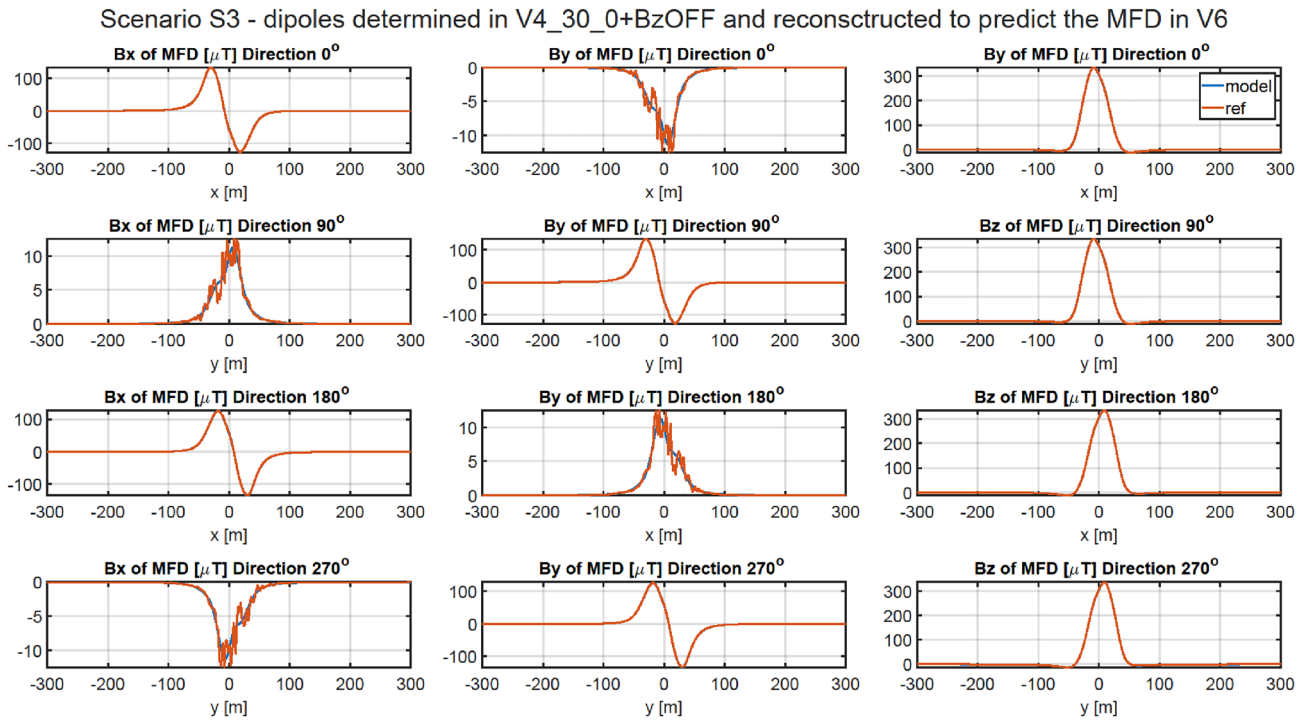 Scenario S3 - dipoles determined in V4_30_0+BzOFF and reconsctructed to predict the MFD in V6
Bx of MFD [μT] Direction 0°
100
0
-100
-300 -200 -100 0 100 200 300
x [m]
By of MFD [μT] Direction 0°
0
-5
-10
-300 -200 -100 0 100 200 300
x [m]
By of MFD [μT] Direction 0°
300
200
100
0
model
ref
-300 -200 -100 0 100 200 300
x [m]
Bx of MFD [μT] Direction 90°
10
5
0
-300 -200 -100 0 100 200 300
y [m]
By of MFD [μT] Direction 90°
100
0
-100
-300 -200 -100 0 100 200 300
y [m]
Bz of MFD [μT] Direction 90°
300
200
100
0
-300 -200 -100 0 100 200 300
y [m]
Bx of MFD [μT] Direction 180°
100
0
-100
-300 -200 -100 0 100 200 300
x [m]
By of MFD [μT] Direction 180°
10
5
0
-300 -200 -100 0 100 200 300
x [m]
Bz of MFD [μT] Direction 180°
300
200
100
0
-300 -200 -100 0 100 200 300
x [m]
Bx of MFD [μT] Direction 270°
0
-5
-10
-300 -200 -100 0 100 200 300
y [m]
By of MFD [μT] Direction 270°
100
0
-100
-300 -200 -100 0 100 200 300
y [m]
Bz of MFD [μT] Direction 270°
300
200
100
0
-300 -200 -100 0 100 200 300
y [m]